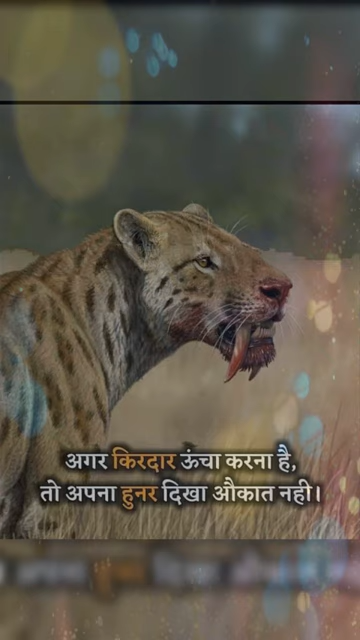 अगर किरदार ऊंचा करना है,
तो अपना हुनर दिखा औकात नही।